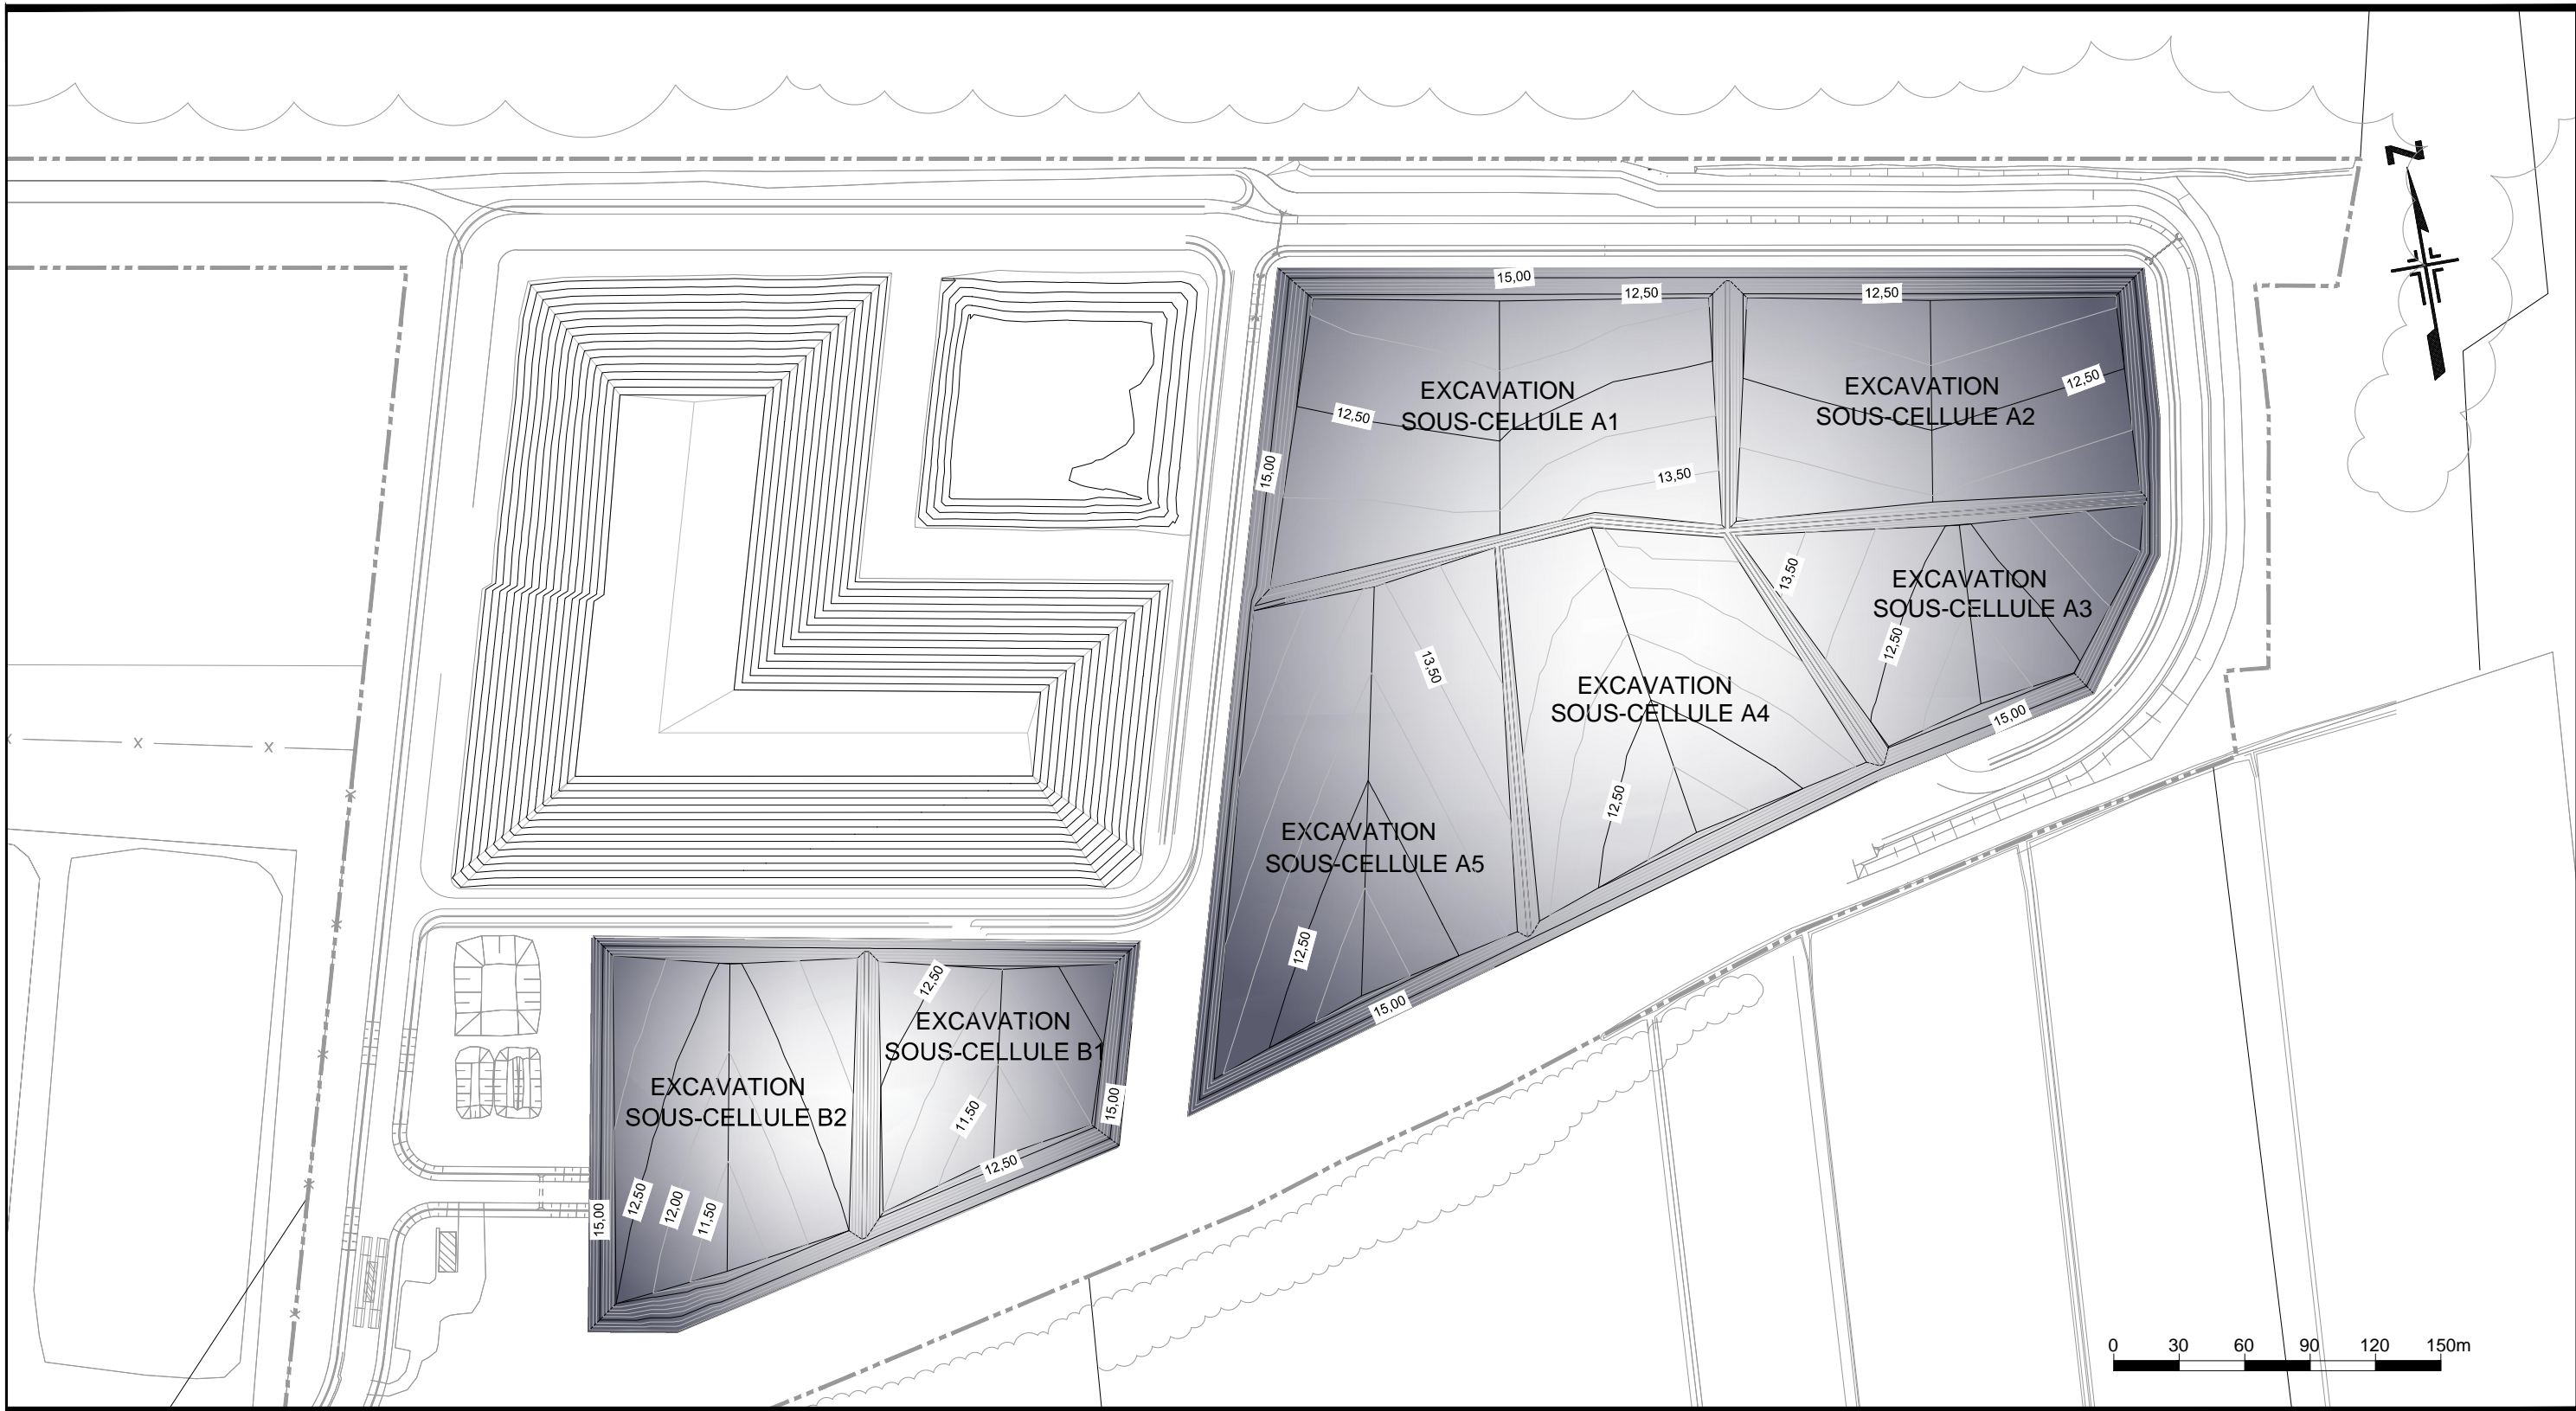 N
15,00
12,50
12,50
EXCAVATION
SOUS-CELLULE A1
12,50
15,00
13,50
EXCAVATION
SOUS-CELLULE A2
12,50
13,50
EXCAVATION
SOUS-CELLULE A3
12,50
15,00
EXCAVATION
SOUS-CELLULE A4
12,50
13,50
EXCAVATION
SOUS-CELLULE A5
12,50
15,00
12,50
EXCAVATION
SOUS-CELLULE B1
11,50
15,00
12,50
EXCAVATION
SOUS-CELLULE B2
12,50
12,00
11,50
15,00
X
X
X
0 30 60 90 120 150m